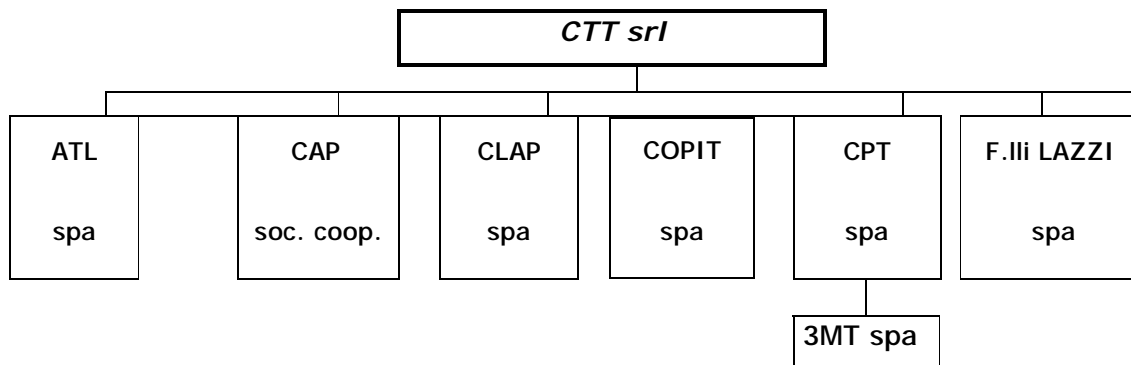 CTT srl
ATL
spa
CAP
soc. coop.
CLAP
spa
COPIT
spa
CPT
spa
F.lli LAZZI
spa
3MT spa